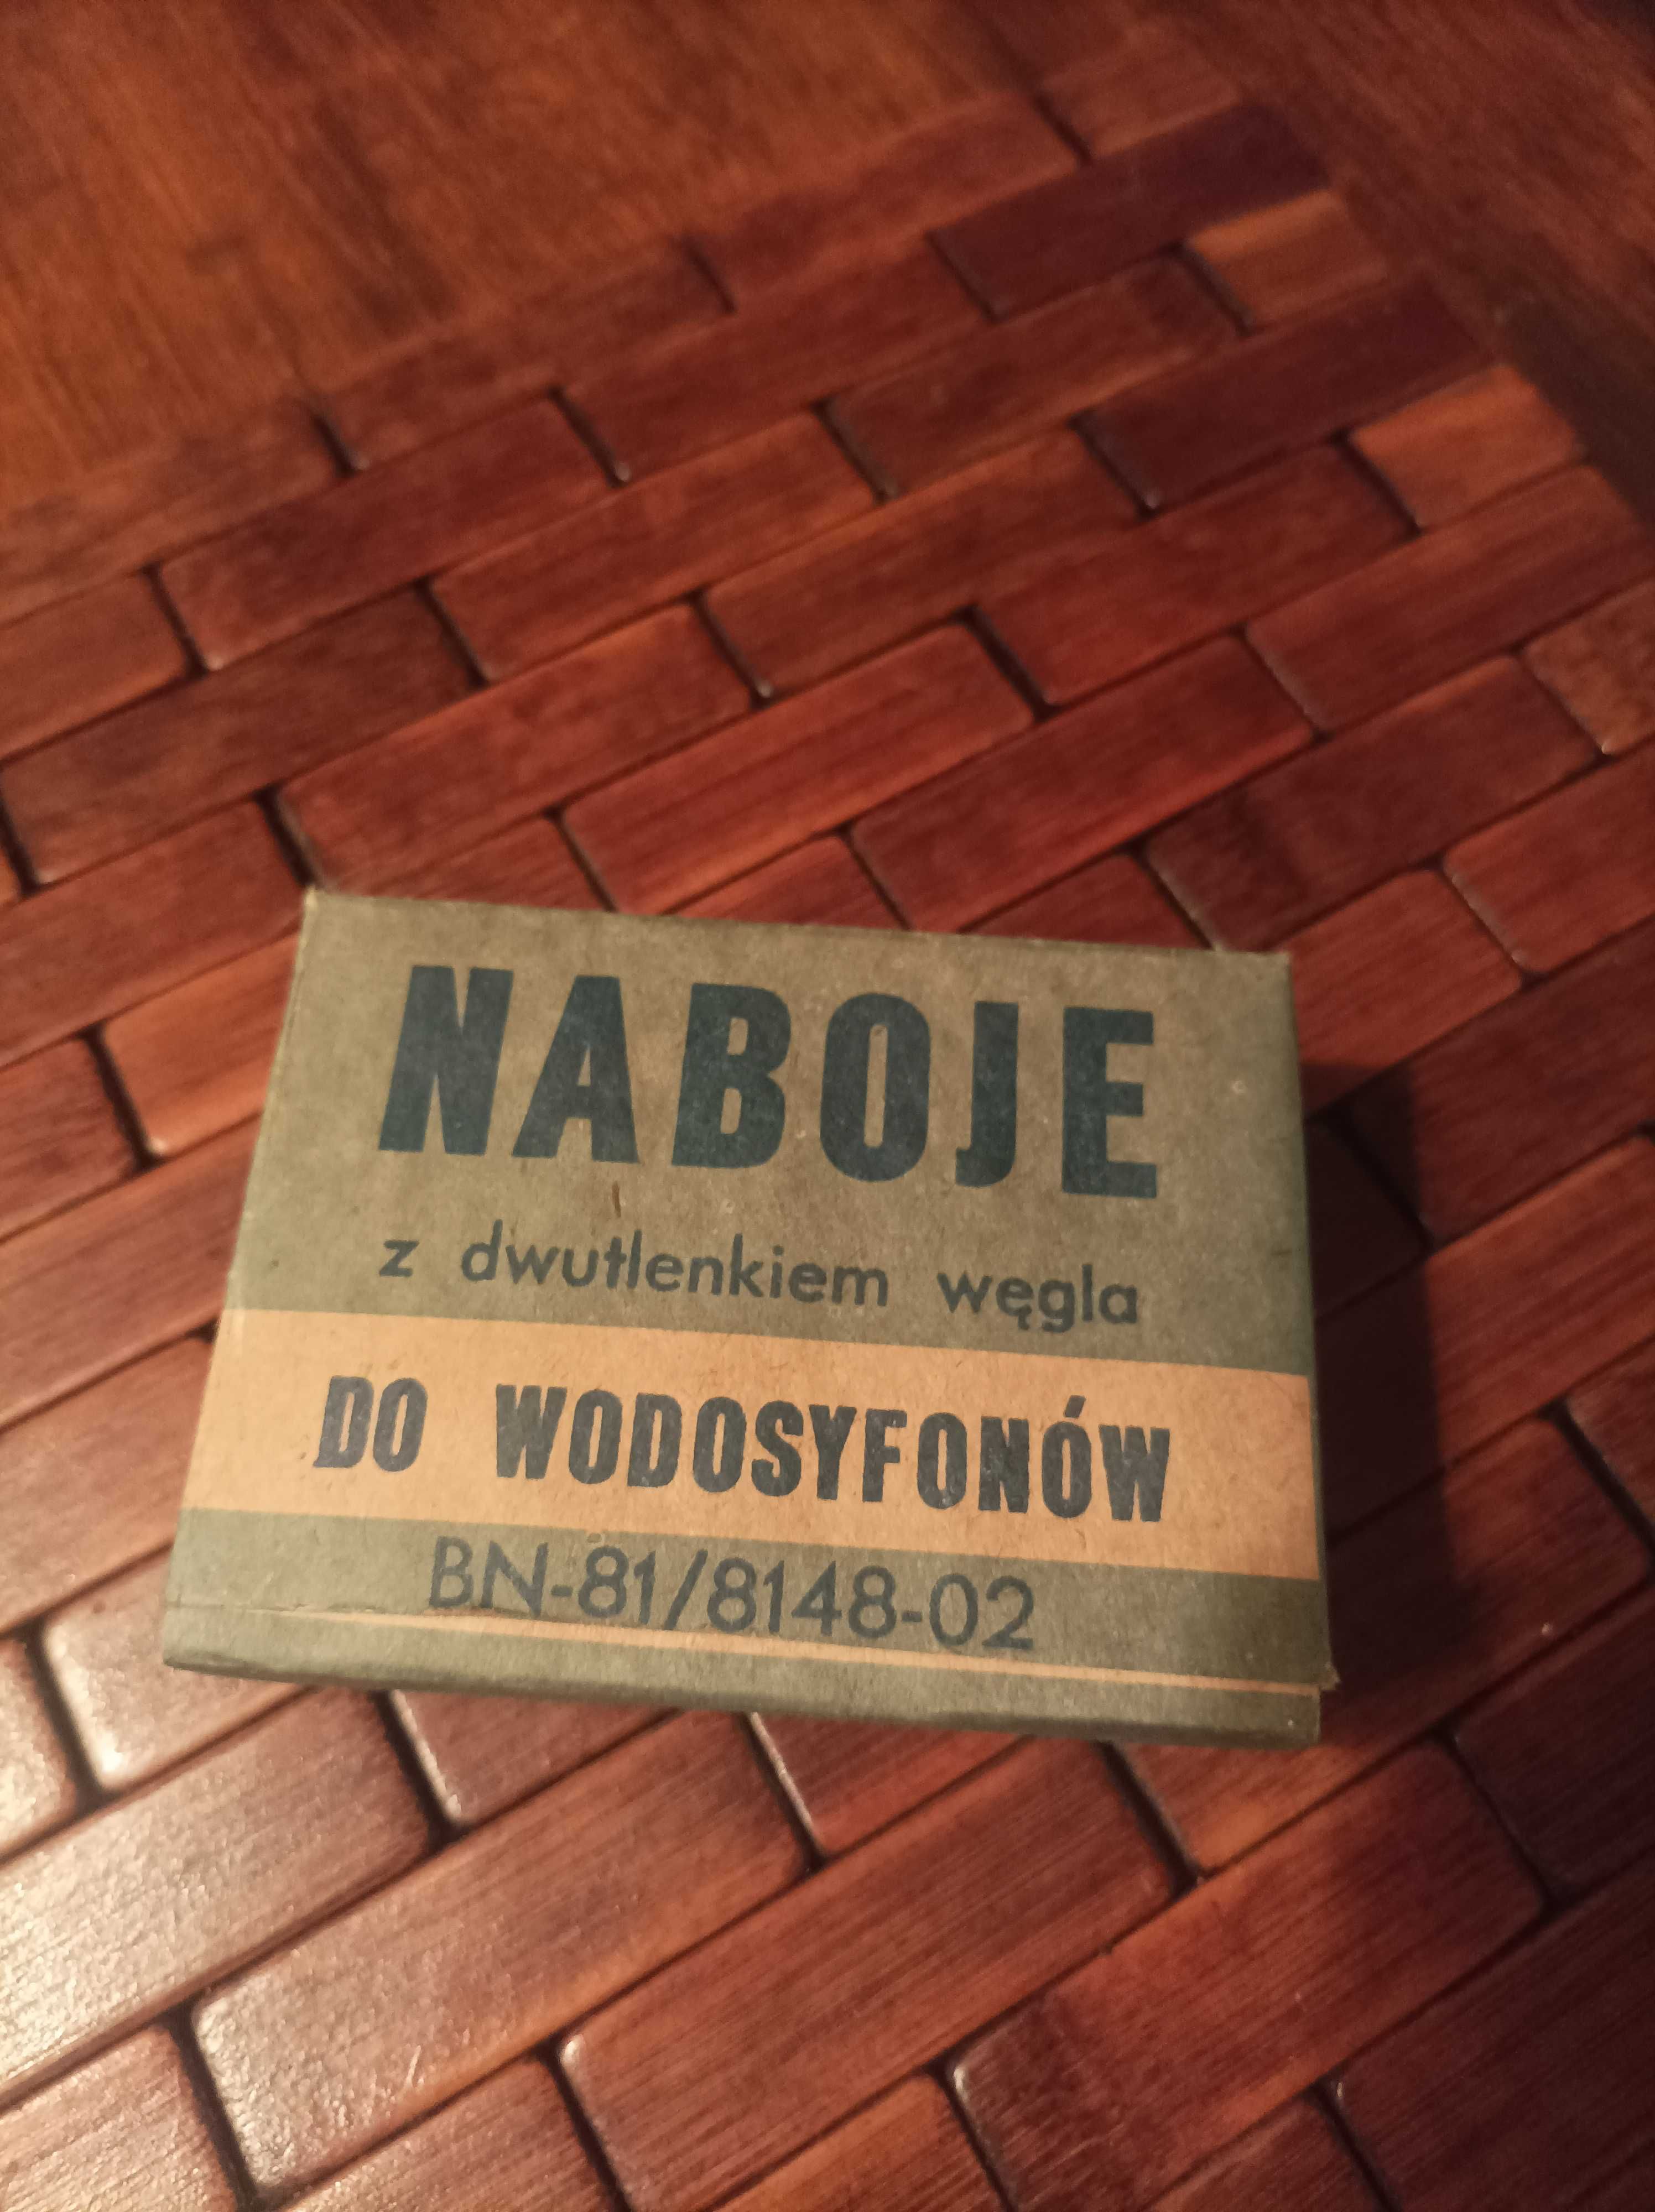 NABOJE
z dwutlenkiem węgla
DO WODOSYFONÓW
BN-81/8148-02